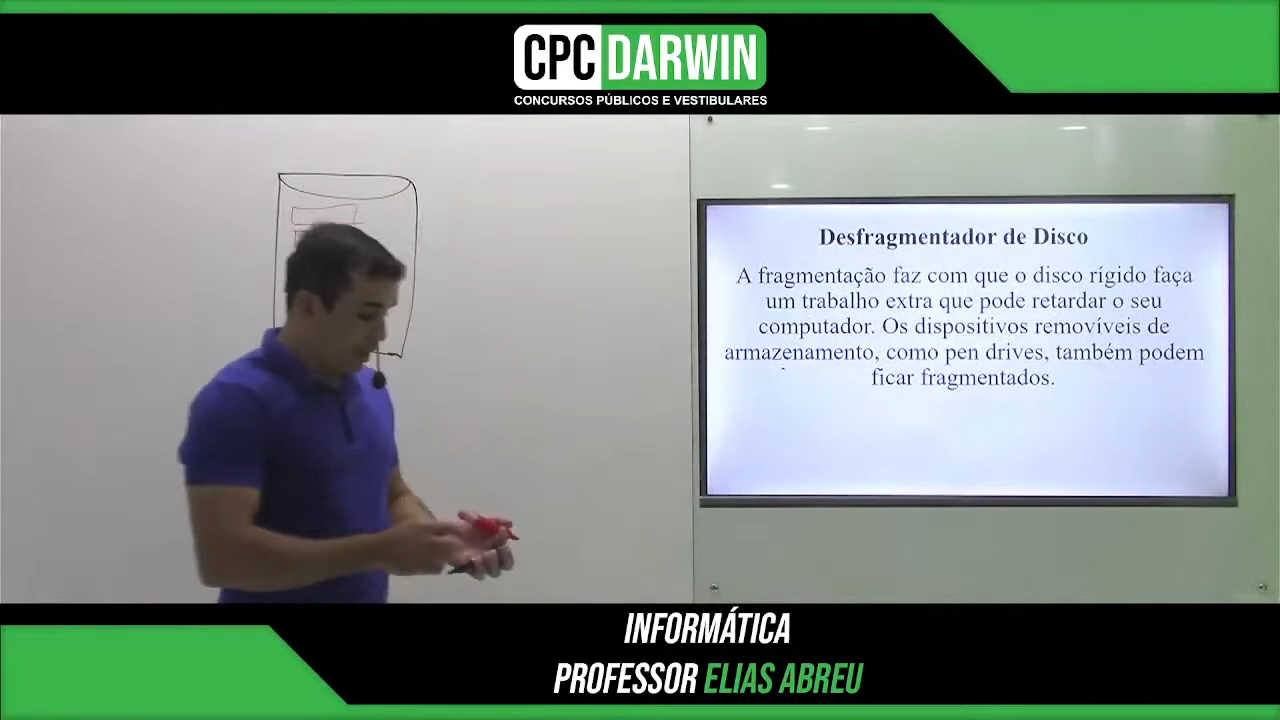 CPC DARWIN
CONCURSOS PÚBLICOS E VESTIBULARES
Desfragmentador de Disco
A fragmentação faz com que o disco rígido faça
um trabalho extra que pode retardar o seu
computador. Os dispositivos removíveis de
armazenamento, como pen drives, também podem
ficar fragmentados.
INFORMÁTICA
PROFESSOR ELIAS ABREU